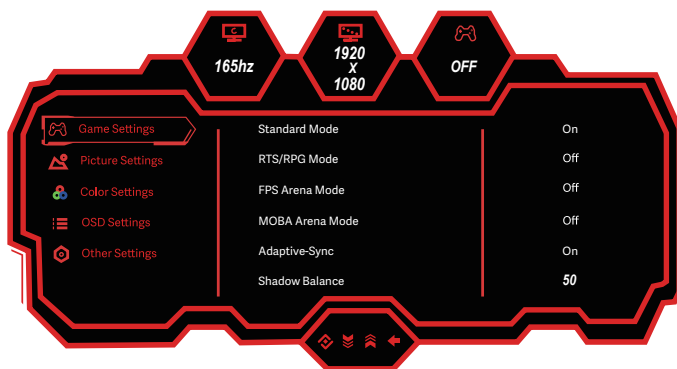 C
165hz
1920
X
1080
OFF
Game Settings
Picture Settings
Color Settings
OSD Settings
Other Settings
Standard Mode On
RTS/RPG Mode Off
FPS Arena Mode Off
MOBA Arena Mode Off
Adaptive-Sync On
Shadow Balance 50